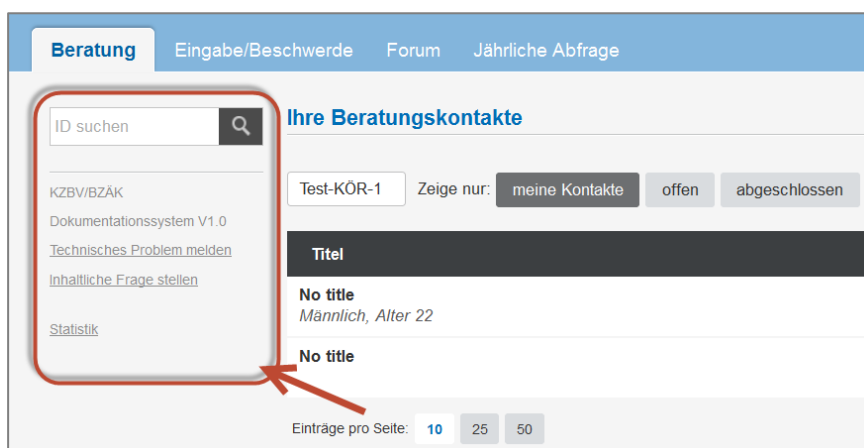 Beratung Eingabe/Beschwerde Forum Jährliche Abfrage
ID suchen
KZBV/BZÄK
Dokumentationssystem V1.0
Technisches Problem melden
Inhaltliche Frage stellen
Statistik
Ihre Beratungskontakte
Test-KÖR-1 Zeige nur: meine Kontakte offen abgeschlossen
Titel
No title
Männlich, Alter 22
No title
Einträge pro Seite: 10 25 50